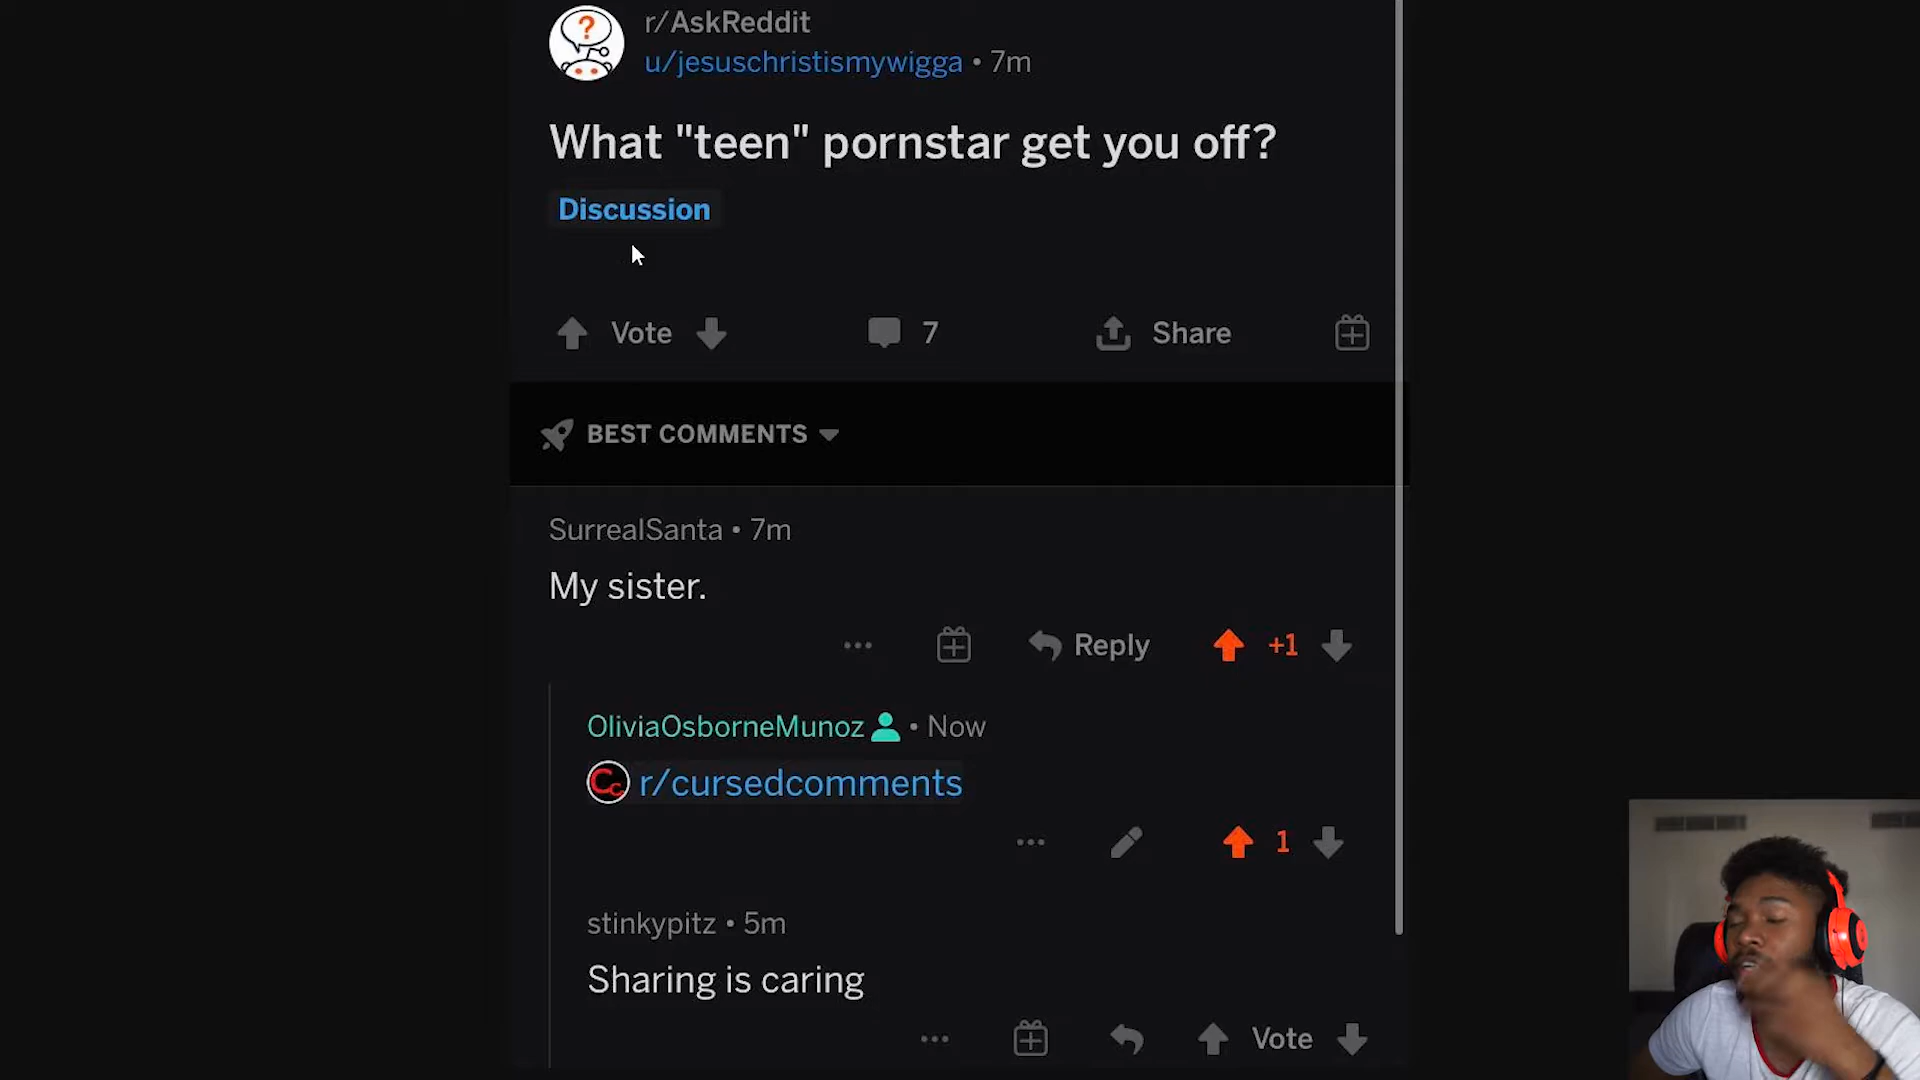 r/AskReddit
u/jesuschristismywigga • 7m
What "teen" pornstar get you off?
Discussion
Vote
7
Share
BEST COMMENTS
SurrealSanta • 7m
My sister.
Reply +1
OliviaOsborneMunoz • Now
r/cursedcomments
1
stinkypitz • 5m
Sharing is caring
Vote